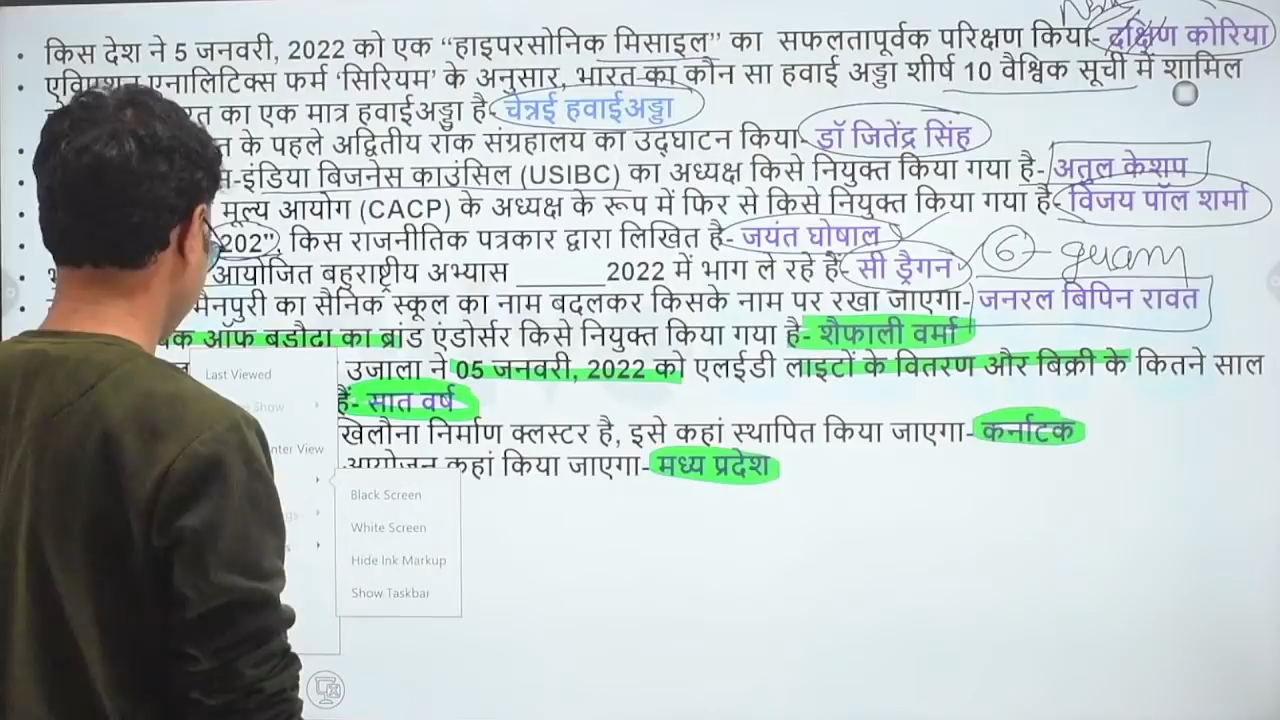 किस देश ने 5 जनवरी, 2022 को एक “हाइपरसोनिक मिसाइल” का सफलतापूर्वक परिक्षण किया- दक्षिण कोरिया
एविएशन एनालिटिक्स फर्म ‘सिरियम’ के अनुसार, भारत का कौन सा हवाई अड्डा शीर्ष 10 वैश्विक सूची में शामिल
का एक मात्र हवाईअड्डा है- चेन्नई हवाईअड्डा
के पहले अद्वितीय रॉक संग्रहालय का उद्घाटन किया- डॉ जितेंद्र सिंह
-इंडिया बिजनेस काउंसिल (USIBC) का अध्यक्ष किसे नियुक्त किया गया है- अतुल केशप
मूल्य आयोग (CACP) के अध्यक्ष के रूप में फिर से किसे नियुक्त किया गया है- विजय पॉल शर्मा
202”, किस राजनीतिक पत्रकार द्वारा लिखित है- जयंत घोषाल
आयोजित बहुराष्ट्रीय अभ्यास ______2022 में भाग ले रहे हैं- सी ड्रैगन
6 - guam
मैनपुरी का सैनिक स्कूल का नाम बदलकर किसके नाम पर रखा जाएगा- जनरल बिपिन रावत
ऑफ बडौदा का ब्रांड एंडोर्सर किसे नियुक्त किया गया है- शैफाली वर्मा
उजाला ने 05 जनवरी, 2022 को एलईडी लाइटों के वितरण और बिक्री के कितने साल
हैं- सात वर्ष
खिलौना निर्माण क्लस्टर है, इसे कहां स्थापित किया जाएगा- कर्नाटक
आयोजन कहां किया जाएगा- मध्य प्रदेश
Last Viewed
Show
nter View
Black Screen
White Screen
Hide Ink Markup
Show Taskbar